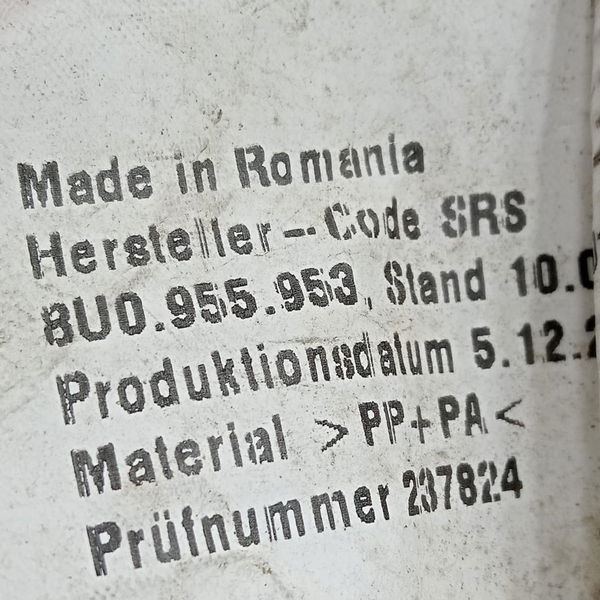 Made in Romania
Hersteller-Code SRS
8U0.955.953, Stand 10.0
Produktionsdatum 5.12.2
Material >PP+PA<
Prüfnummer 237824